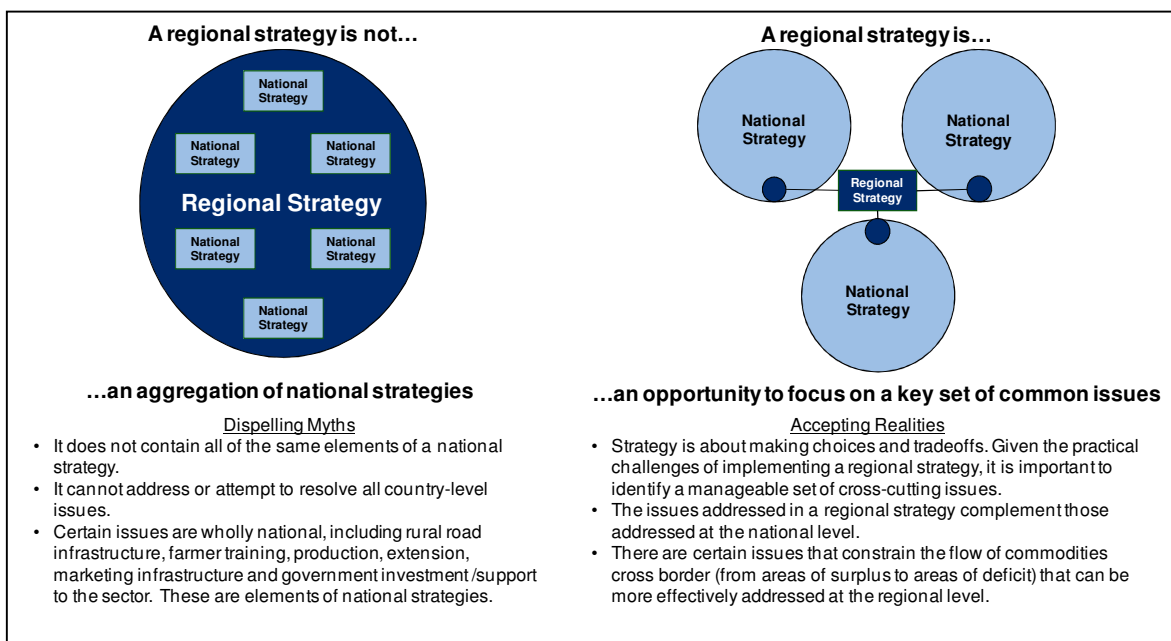 A regional strategy is not…
National
Strategy
National
Strategy
National
Strategy
Regional Strategy
National
Strategy
National
Strategy
National
Strategy
…an aggregation of national strategies
Dispelling Myths
• It does not contain all of the same elements of a national
strategy.
• It cannot address or attempt to resolve all country-level
issues.
• Certain issues are wholly national, including rural road
infrastructure, farmer training, production, extension,
marketing infrastructure and government investment /support
to the sector. These are elements of national strategies.
A regional strategy is…
National
Strategy
National
Strategy
Regional
Strategy
National
Strategy
…an opportunity to focus on a key set of common issues
Accepting Realities
• Strategy is about making choices and tradeoffs. Given the practical
challenges of implementing a regional strategy, it is important to
identify a manageable set of cross-cutting issues.
• The issues addressed in a regional strategy complement those
addressed at the national level.
• There are certain issues that constrain the flow of commodities
cross border (from areas of surplus to areas of deficit) that can be
more effectively addressed at the regional level.